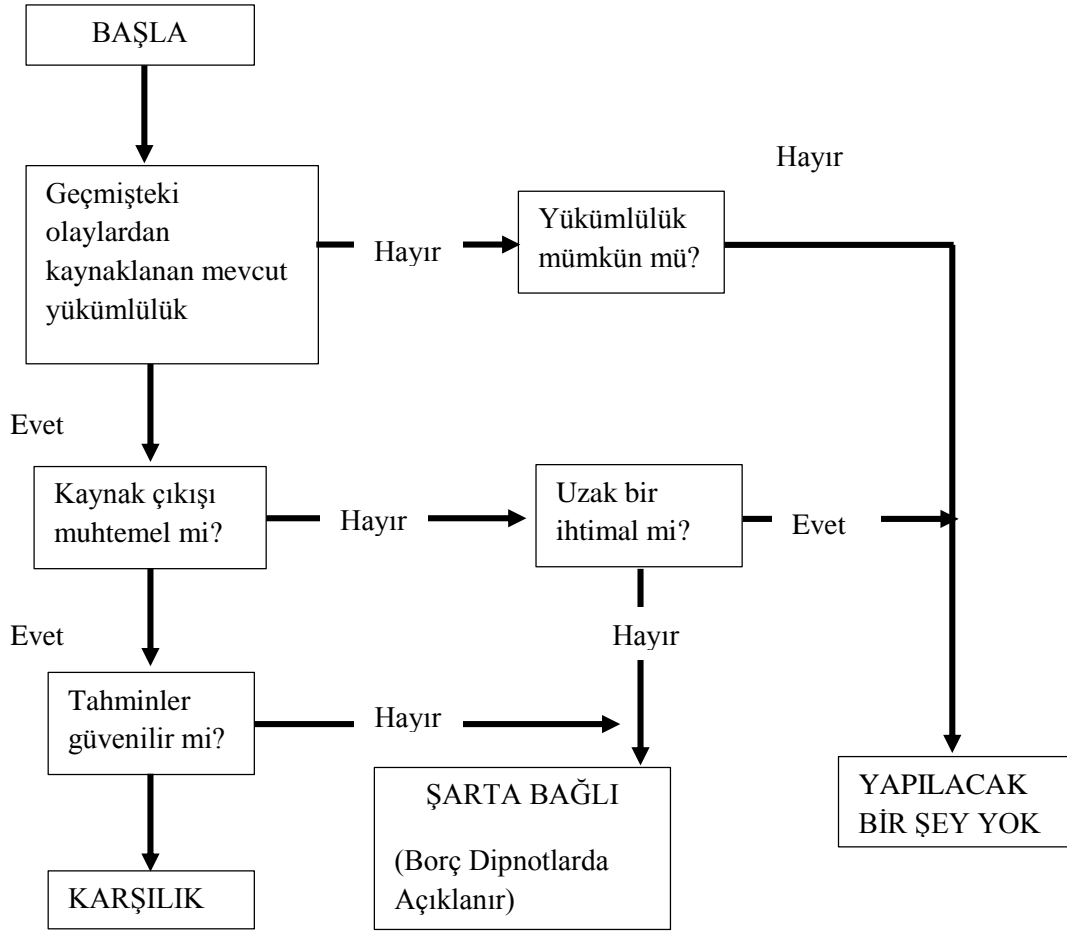 BAŞLA
Geçmişteki
olaylardan
kaynaklanan mevcut
yükümlülük
Hayır
Yükümlülük
mümkün mü?
Hayır
Evet
Kaynak çıkışı
muhtemel mi?
Hayır
Uzak bir
ihtimal mi?
Evet
Evet
Hayır
Tahminler
güvenilir mi?
Hayır
ŞARTA BAĞLI
(Borç Dipnotlarda
Açıklanır)
YAPILACAK
BİR ŞEY YOK
KARŞILIK